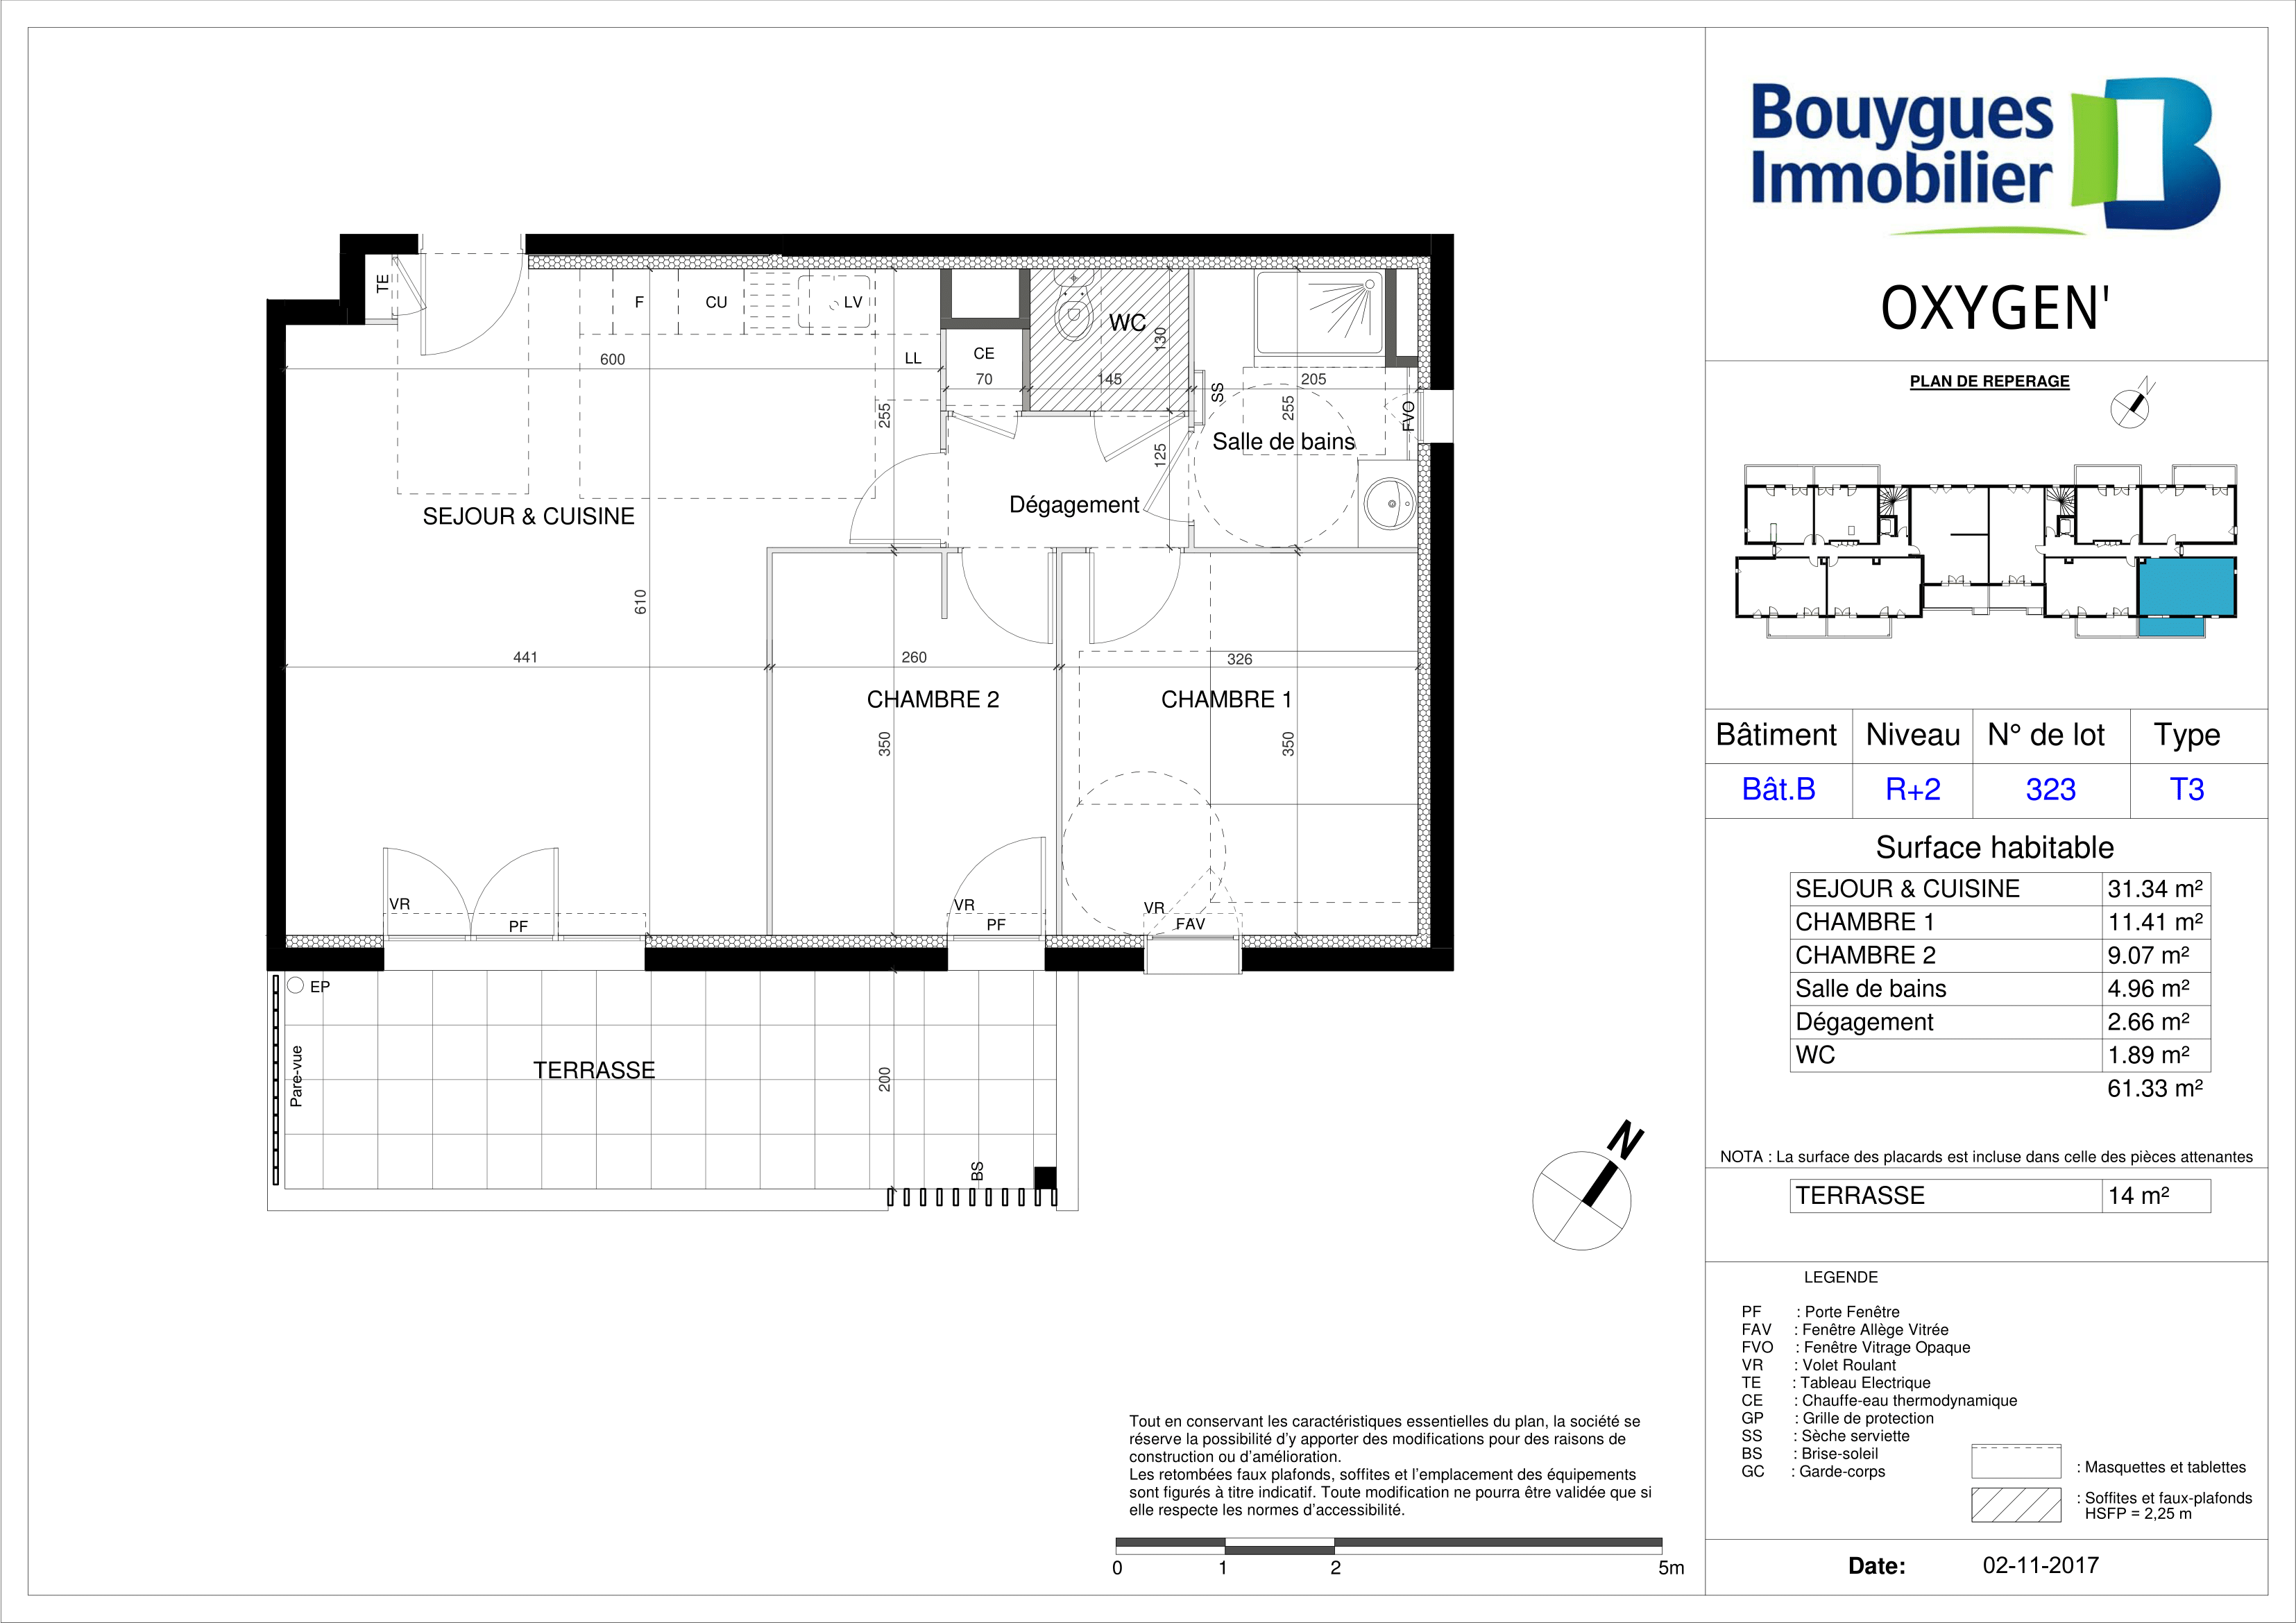 Bouygues
Immobilier
OXYGEN'
PLAN DE REPERAGE
N
Bâtiment Niveau N° de lot Type
Bât.B R+2 323 T3
Surface habitable
SEJOUR & CUISINE 31.34 m²
CHAMBRE 1 11.41 m²
CHAMBRE 2 9.07 m²
Salle de bains 4.96 m²
Dégagement 2.66 m²
WC 1.89 m²
61.33 m²
NOTA : La surface des placards est incluse dans celle des pièces attenantes
TERRASSE 14 m²
LEGENDE
PF : Porte Fenêtre
FAV : Fenêtre Allège Vitrée
FVO : Fenêtre Vitrage Opaque
VR : Volet Roulant
TE : Tableau Electrique
CE : Chauffe-eau thermodynamique
GP : Grille de protection
SS : Sèche serviette
BS : Brise-soleil
GC : Garde-corps
: Masquettes et tablettes
: Soffites et faux-plafonds
HSFP = 2,25 m
Date: 02-11-2017
TE
F CU LV
WC
130
600
LL
CE
70
145
SS
205
255
255
FVO
Salle de bains
125
Dégagement
SEJOUR & CUISINE
610
441
260
326
CHAMBRE 2
CHAMBRE 1
350
350
VR
PF
VR
PF
VR
FAV
EP
Pare-vue
TERRASSE
200
BS
N
Tout en conservant les caractéristiques essentielles du plan, la société se
réserve la possibilité d'y apporter des modifications pour des raisons de
construction ou d'amélioration.
Les retombées faux plafonds, soffites et l'emplacement des équipements
sont figurés à titre indicatif. Toute modification ne pourra être validée que si
elle respecte les normes d'accessibilité.
0 1 2 5m